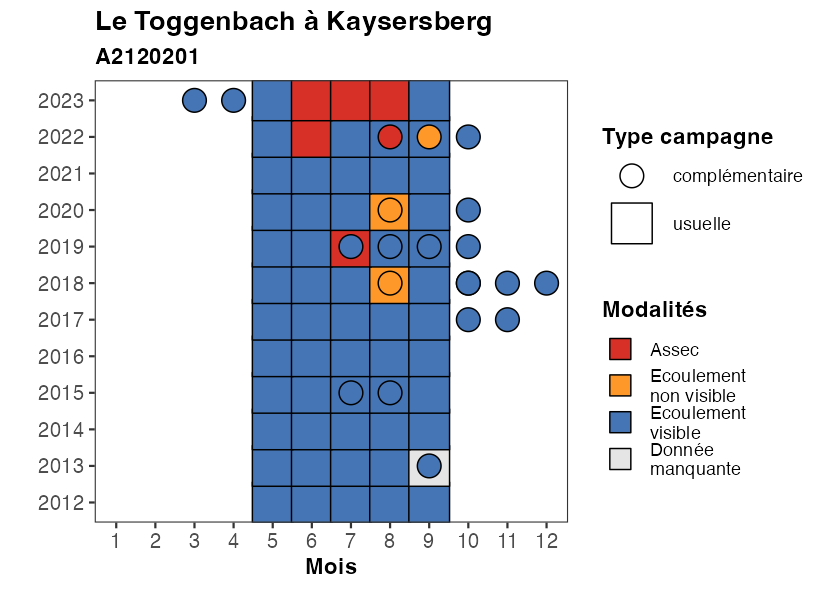 Le Toggenbach à Kaysersberg
A2120201
2023
2022
2021
2020
2019
2018
2017
2016
2015
2014
2013
2012
1 2 3 4 5 6 7 8 9 10 11 12
Mois
Type campagne
complémentaire
usuelle
Modalités
Assec
Ecoulement
non visible
Ecoulement
visible
Donnée
manquante